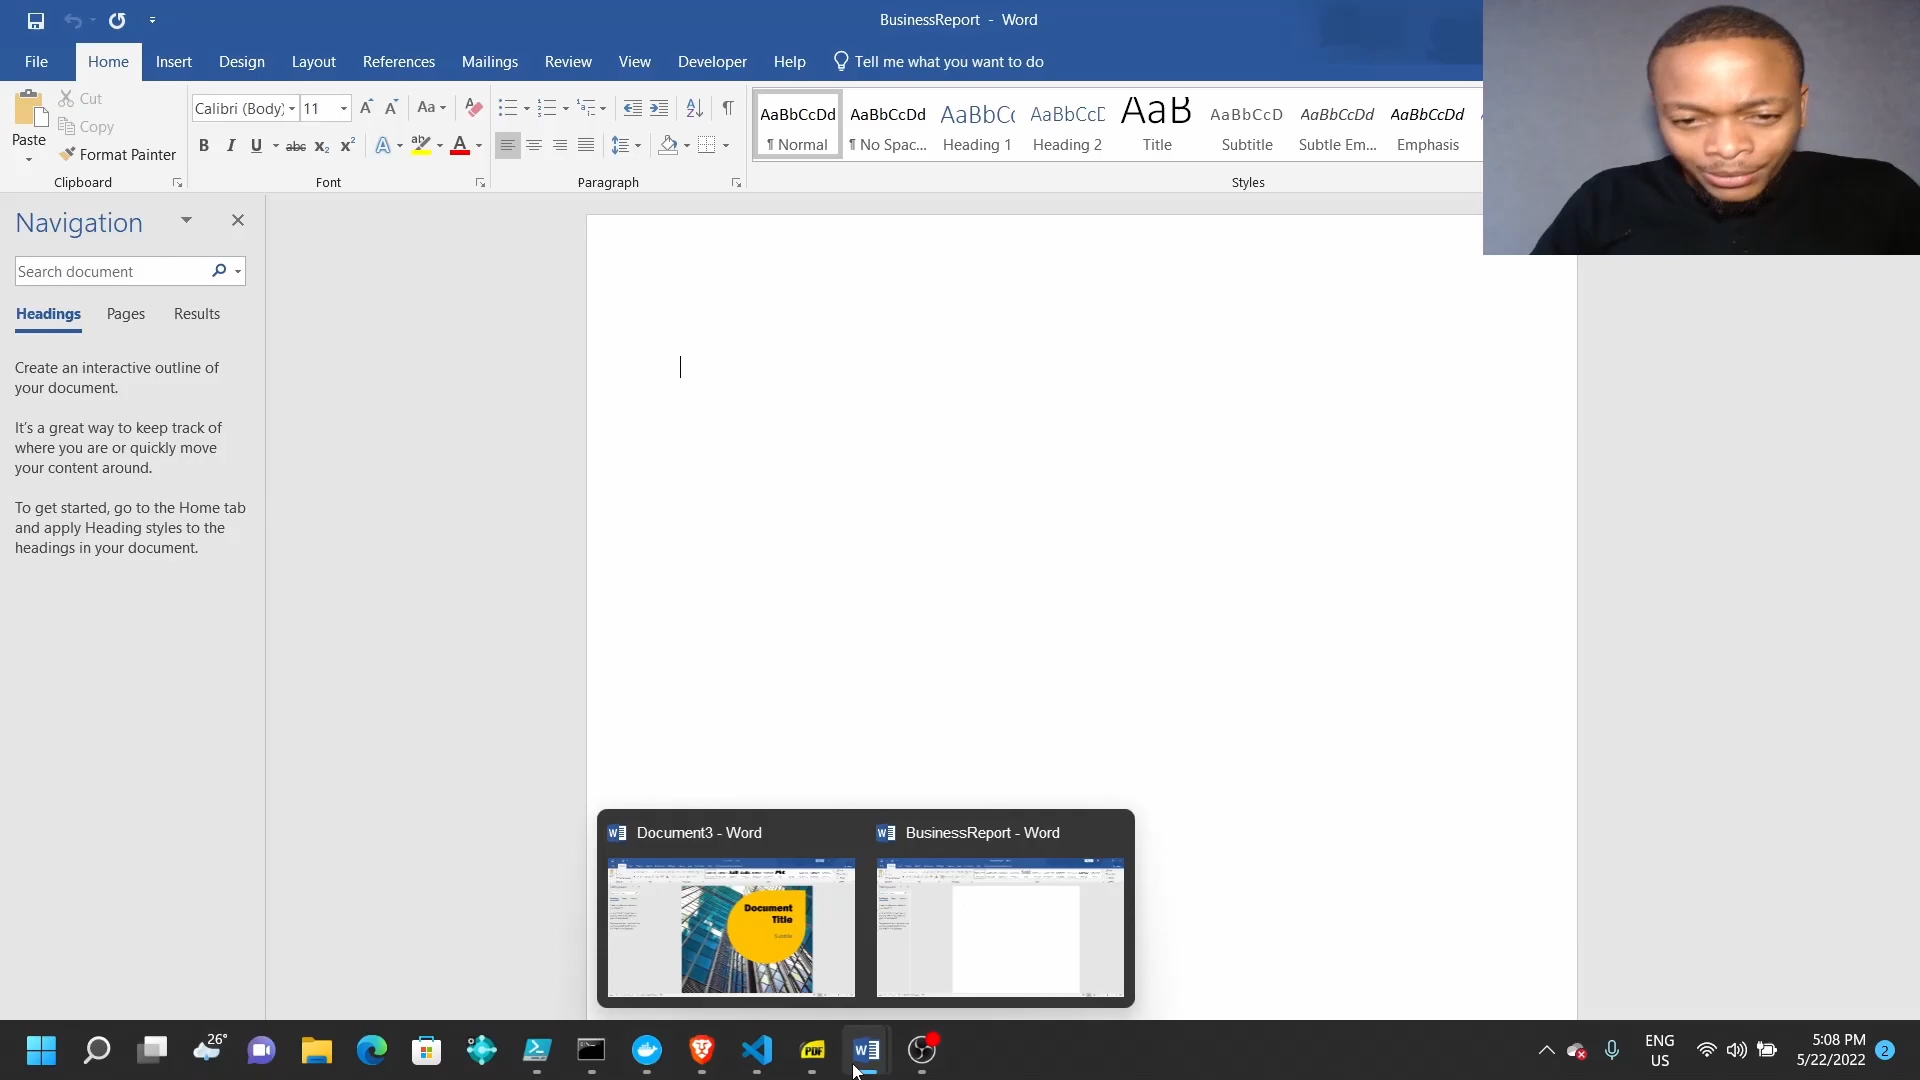 BusinessReport - Word
File Home Insert Design Layout References Mailings Review View Developer Help Tell me what you want to do
Paste
Cut
Copy
Format Painter
Clipboard
Calibri (Body) 11
Aa
B I U abc x₂ x² A ab A
Font
Paragraph
AaBbCcDd AaBbCcDd AaBbCc AaBbCcD AaB AaBbCcD AaBbCcDd AaBbCcDd
¶ Normal ¶ No Spac... Heading 1 Heading 2 Title Subtitle Subtle Em... Emphasis
Styles
Navigation
Search document
Headings Pages Results
Create an interactive outline of
your document.
It's a great way to keep track of
where you are or quickly move
your content around.
To get started, go to the Home tab
and apply Heading styles to the
headings in your document.
Document3 - Word
BusinessReport - Word
Document
Title
Subtitle
26°
PDF
W
ENG
US
5:08 PM
5/22/2022
2